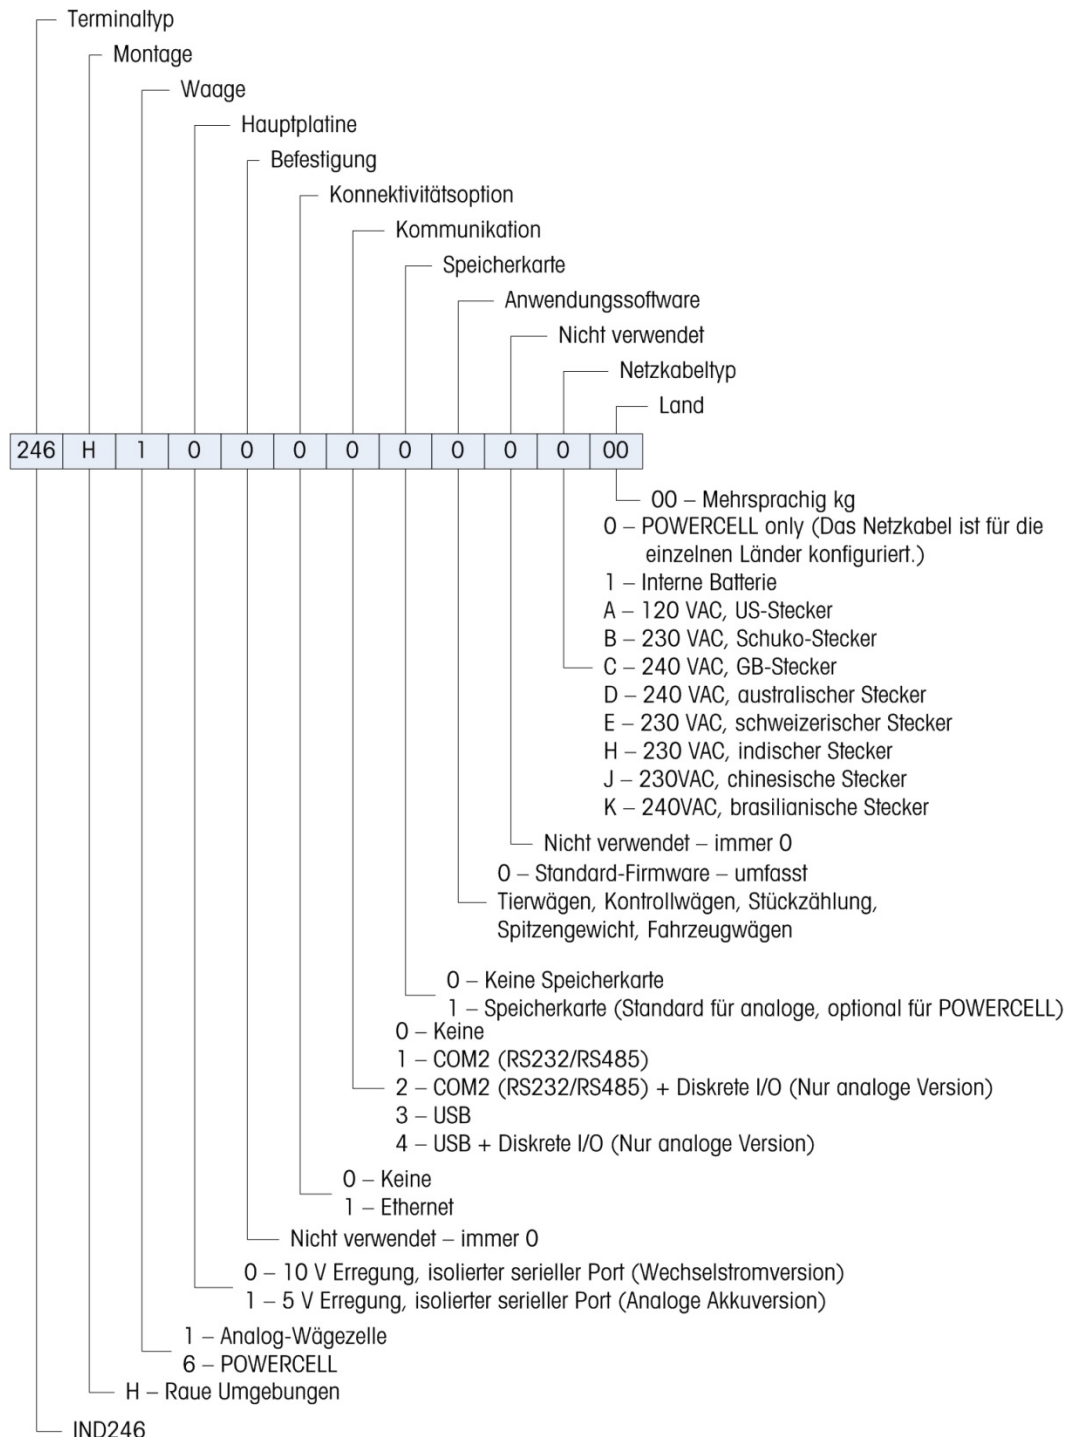 Terminaltyp
Montage
Waage
Hauptplatine
Befestigung
Konnektivitätsoption
Kommunikation
Speicherkarte
Anwendungssoftware
Nicht verwendet
Netzkabeltyp
Land
246 H 1 0 0 0 0 0 0 0 0 00
00 – Mehrsprachig kg
0 – POWERCELL only (Das Netzkabel ist für die
einzelnen Länder konfiguriert.)
1 – Interne Batterie
A – 120 VAC, US-Stecker
B – 230 VAC, Schuko-Stecker
C – 240 VAC, GB-Stecker
D – 240 VAC, australischer Stecker
E – 230 VAC, schweizerischer Stecker
H – 230 VAC, indischer Stecker
J – 230VAC, chinesische Stecker
K – 240VAC, brasilianische Stecker
Nicht verwendet – immer 0
0 – Standard-Firmware – umfasst
Tierwägen, Kontrollwägen, Stückzählung,
Spitzengewicht, Fahrzeugwägen
0 – Keine Speicherkarte
1 – Speicherkarte (Standard für analoge, optional für POWERCELL)
0 – Keine
1 – COM2 (RS232/RS485)
2 – COM2 (RS232/RS485) + Diskrete I/O (Nur analoge Version)
3 – USB
4 – USB + Diskrete I/O (Nur analoge Version)
0 – Keine
1 – Ethernet
Nicht verwendet – immer 0
0 – 10 V Erregung, isolierter serieller Port (Wechselstromversion)
1 – 5 V Erregung, isolierter serieller Port (Analoge Akkuversion)
1 – Analog-Wägezelle
6 – POWERCELL
H – Raue Umgebungen
IND246